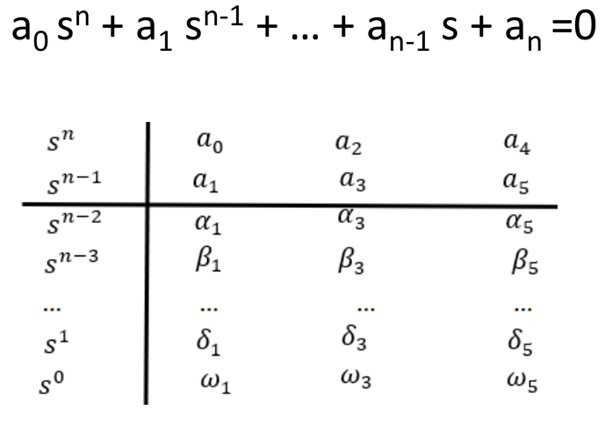 a₀ sⁿ + a₁ sⁿ⁻¹ + ... + aₙ₋₁ s + aₙ =0
sⁿ a₀ a₂ a₄
sⁿ⁻¹ a₁ a₃ a₅
sⁿ⁻² α₁ α₃ α₅
sⁿ⁻³ β₁ β₃ β₅
... ... ... ...
s¹ δ₁ δ₃ δ₅
s⁰ ω₁ ω₃ ω₅